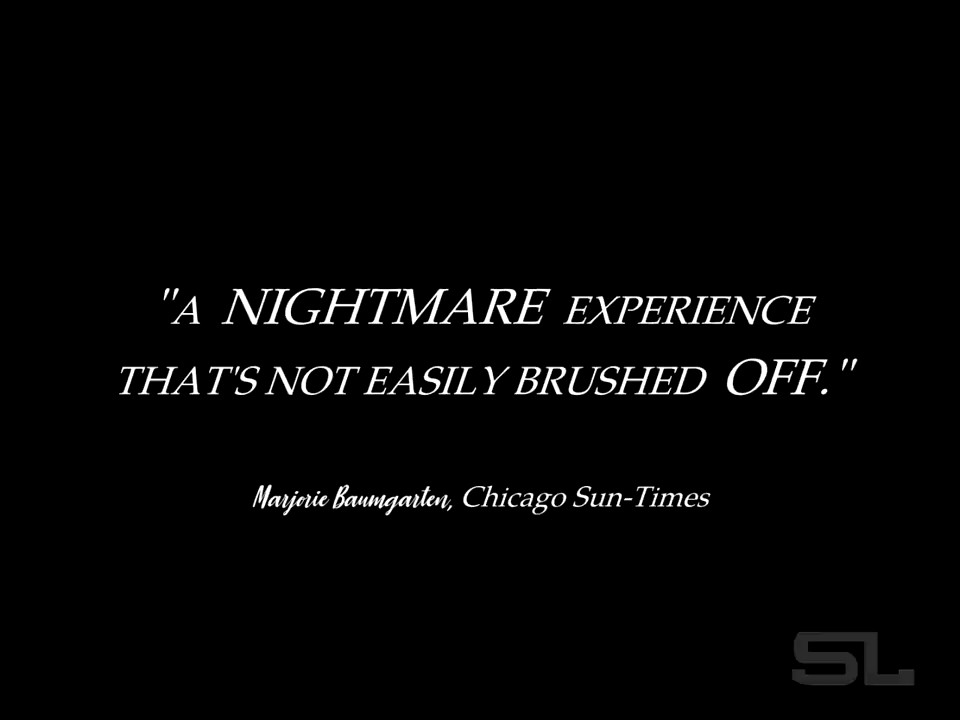 "A NIGHTMARE EXPERIENCE
THAT'S NOT EASILY BRUSHED OFF."
Marjorie Baumgarten, Chicago Sun-Times
SL